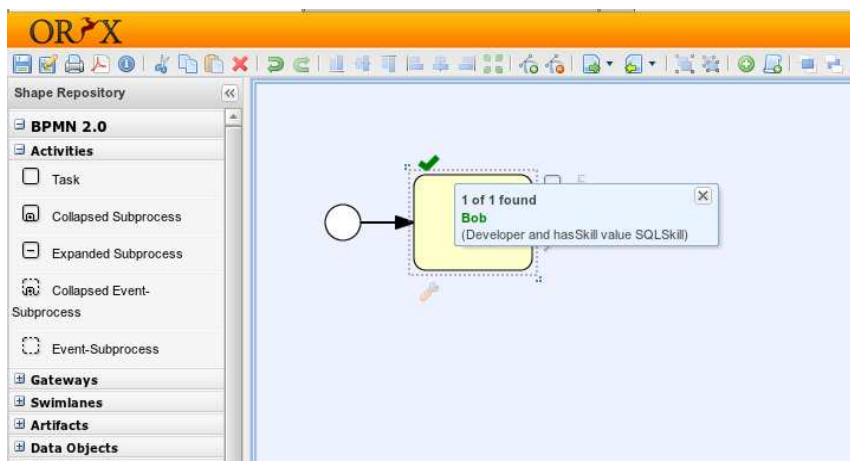 ORYX
Shape Repository
BPMN 2.0
Activities
Task
Collapsed Subprocess
Expanded Subprocess
Collapsed Event-
Subprocess
Event-Subprocess
Gateways
Swimlanes
Artifacts
Data Objects
1 of 1 found
Bob
(Developer and hasSkill value SQLSkill)